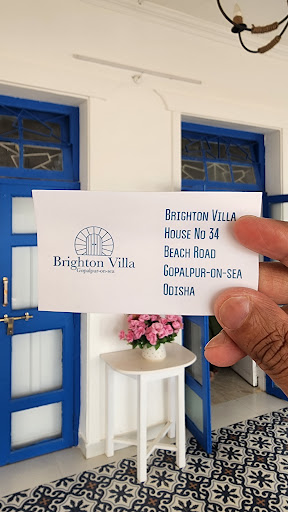 Brighton Villa
Gopalpur-on-sea
BRIGHTON VILLA
HOUSE NO 34
BEACH ROAD
GOPALPUR-ON-SEA
ODISHA